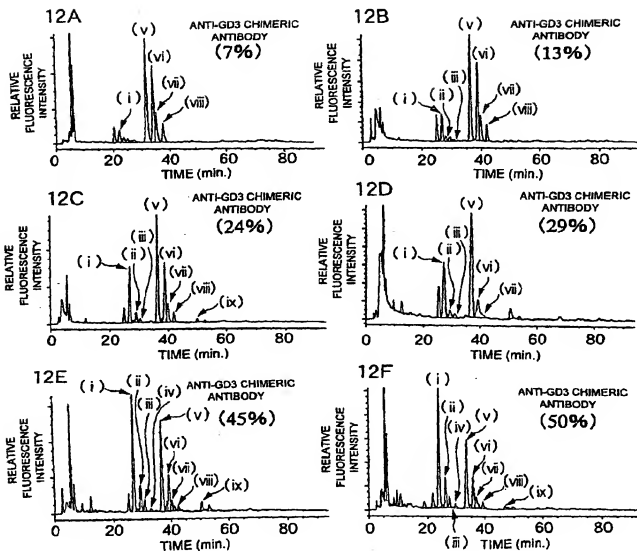 12A
ANTI-GD3 CHIMERIC
ANTIBODY
(7%)
RELATIVE
FLUORESCENCE
INTENSITY
(i)
(v)
(vi)
(vii)
(viii)
0 20 40 60 80
TIME (min.)
12B
ANTI-GD3 CHIMERIC
ANTIBODY
(13%)
(i)
(ii)
(iii)
(v)
(vi)
(vii)
(viii)
0 20 40 60 80
TIME (min.)
12C
ANTI-GD3 CHIMERIC
ANTIBODY
(24%)
RELATIVE
FLUORESCENCE
INTENSITY
(i)
(ii)
(iii)
(v)
(vi)
(vii)
(viii)
(ix)
0 20 40 60 80
TIME (min.)
12D
ANTI-GD3 CHIMERIC
ANTIBODY
(29%)
(i)
(ii)
(iii)
(v)
(vi)
(vii)
0 20 40 60 80
TIME (min.)
12E
ANTI-GD3 CHIMERIC
ANTIBODY
(45%)
RELATIVE
FLUORESCENCE
INTENSITY
(i)
(ii)
(iii)
(iv)
(v)
(vi)
(vii)
(viii)
(ix)
0 20 40 60 80
TIME (min.)
12F
ANTI-GD3 CHIMERIC
ANTIBODY
(50%)
RELATIVE
FLUORESCENCE
INTENSITY
(i)
(ii)
(iv)
(v)
(vi)
(vii)
(viii)
(ix)
0 20 40 60 80
(iii)
TIME (min.)